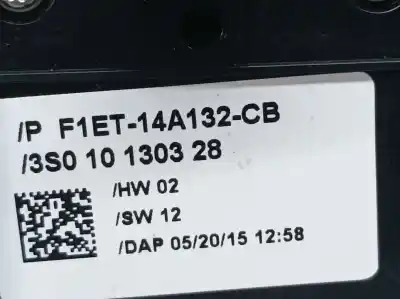 /P F1ET-14A132-CB
/3S0 10 1303 28
/HW 02
/SW 12
/DAP 05/20/15 12:58